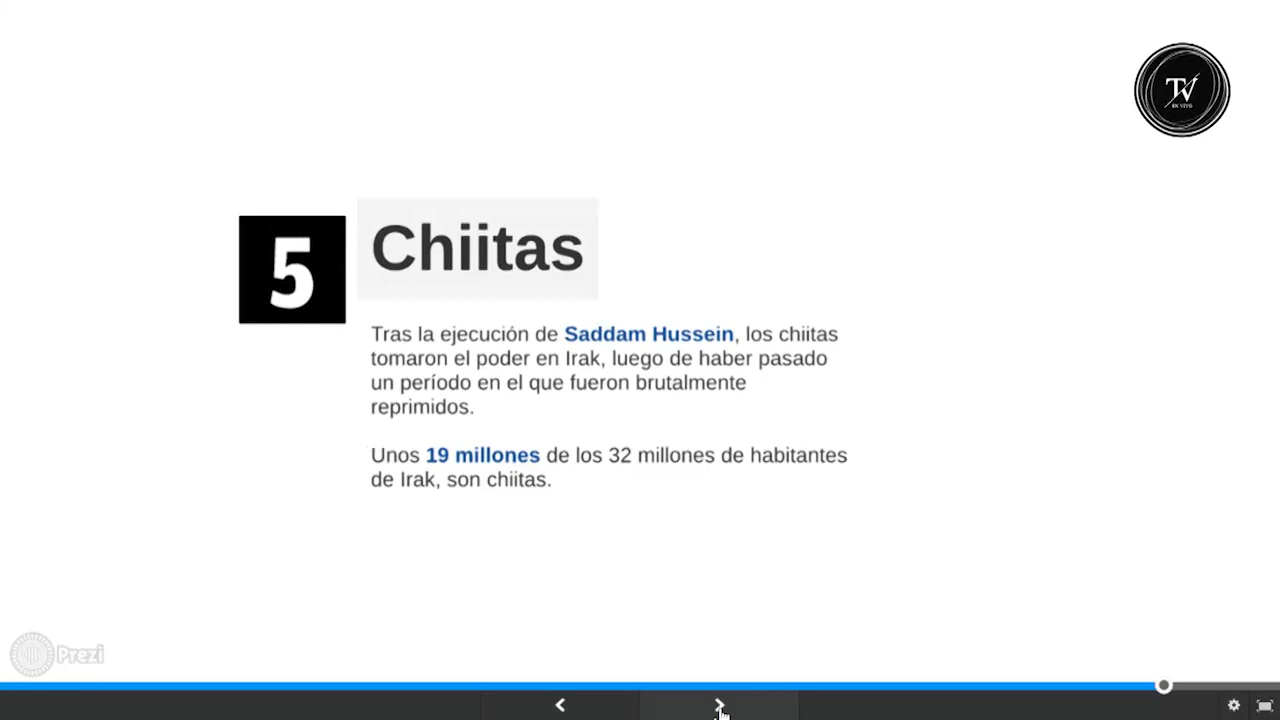 TV
EN VIVO
5
Chiitas
Tras la ejecución de Saddam Hussein, los chiitas
tomaron el poder en Irak, luego de haber pasado
un período en el que fueron brutalmente
reprimidos.
Unos 19 millones de los 32 millones de habitantes
de Irak, son chiitas.
Prezi